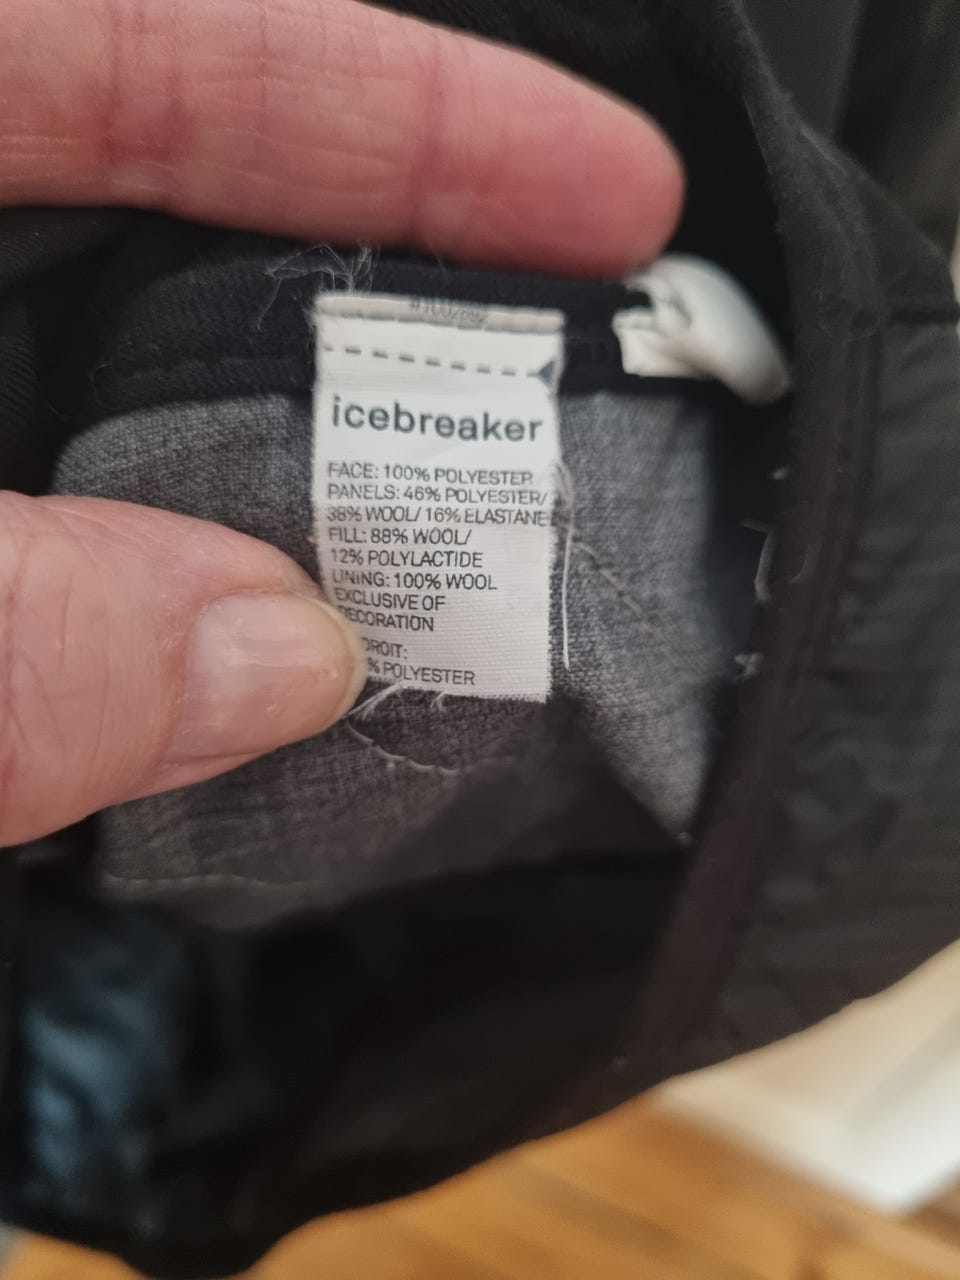 icebreaker
FACE: 100% POLYESTER
PANELS: 46% POLYESTER/
38% WOOL/ 16% ELASTANE
FILL: 88% WOOL/
12% POLYLACTIDE
LINING: 100% WOOL
EXCLUSIVE OF
DECORATION
DROIT:
% POLYESTER